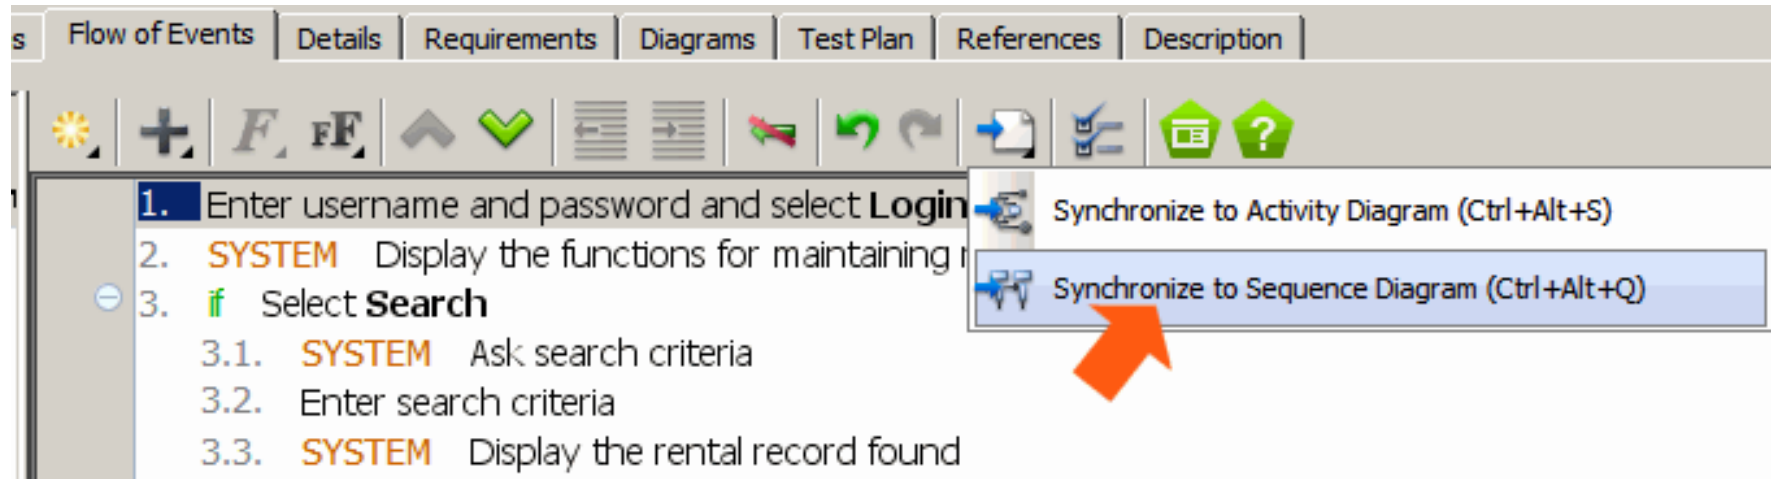 s Flow of Events Details Requirements Diagrams Test Plan References Description
F FF ?
1. Enter username and password and select Login
Synchronize to Activity Diagram (Ctrl+Alt+S)
2. SYSTEM Display the functions for maintaining
Synchronize to Sequence Diagram (Ctrl+Alt+Q)
3. if Select Search
3.1. SYSTEM Ask search criteria
3.2. Enter search criteria
3.3. SYSTEM Display the rental record found